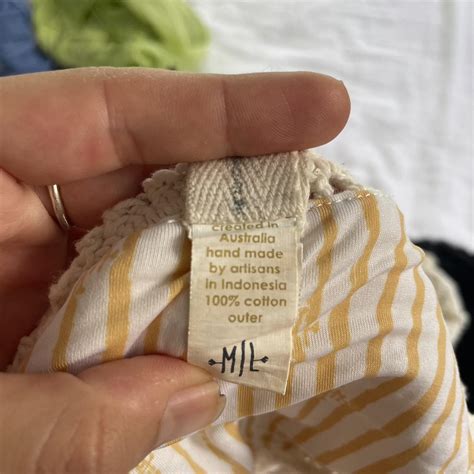 created in
Australia
hand made
by artisans
in Indonesia
100% cotton
outer
M/L